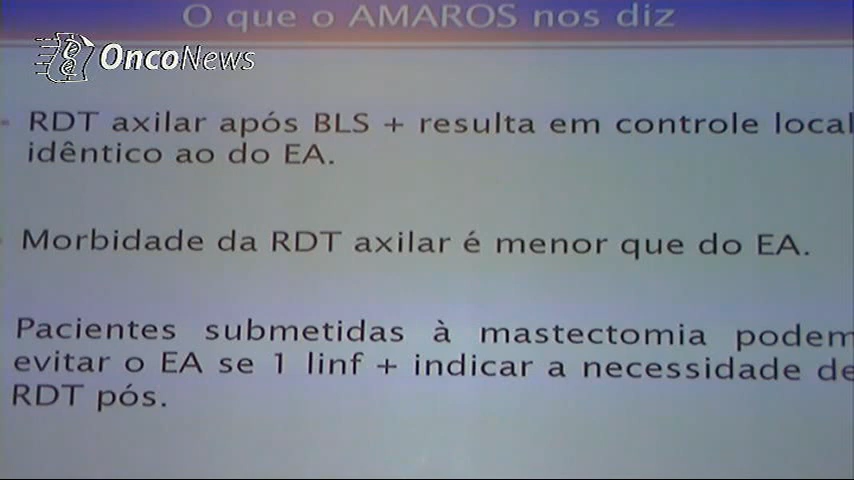 O que o AMAROS nos diz
OncoNews
- RDT axilar após BLS + resulta em controle local
idêntico ao do EA.
- Morbidade da RDT axilar é menor que do EA.
Pacientes submetidas à mastectomia podem
evitar o EA se 1 linf + indicar a necessidade de
RDT pós.